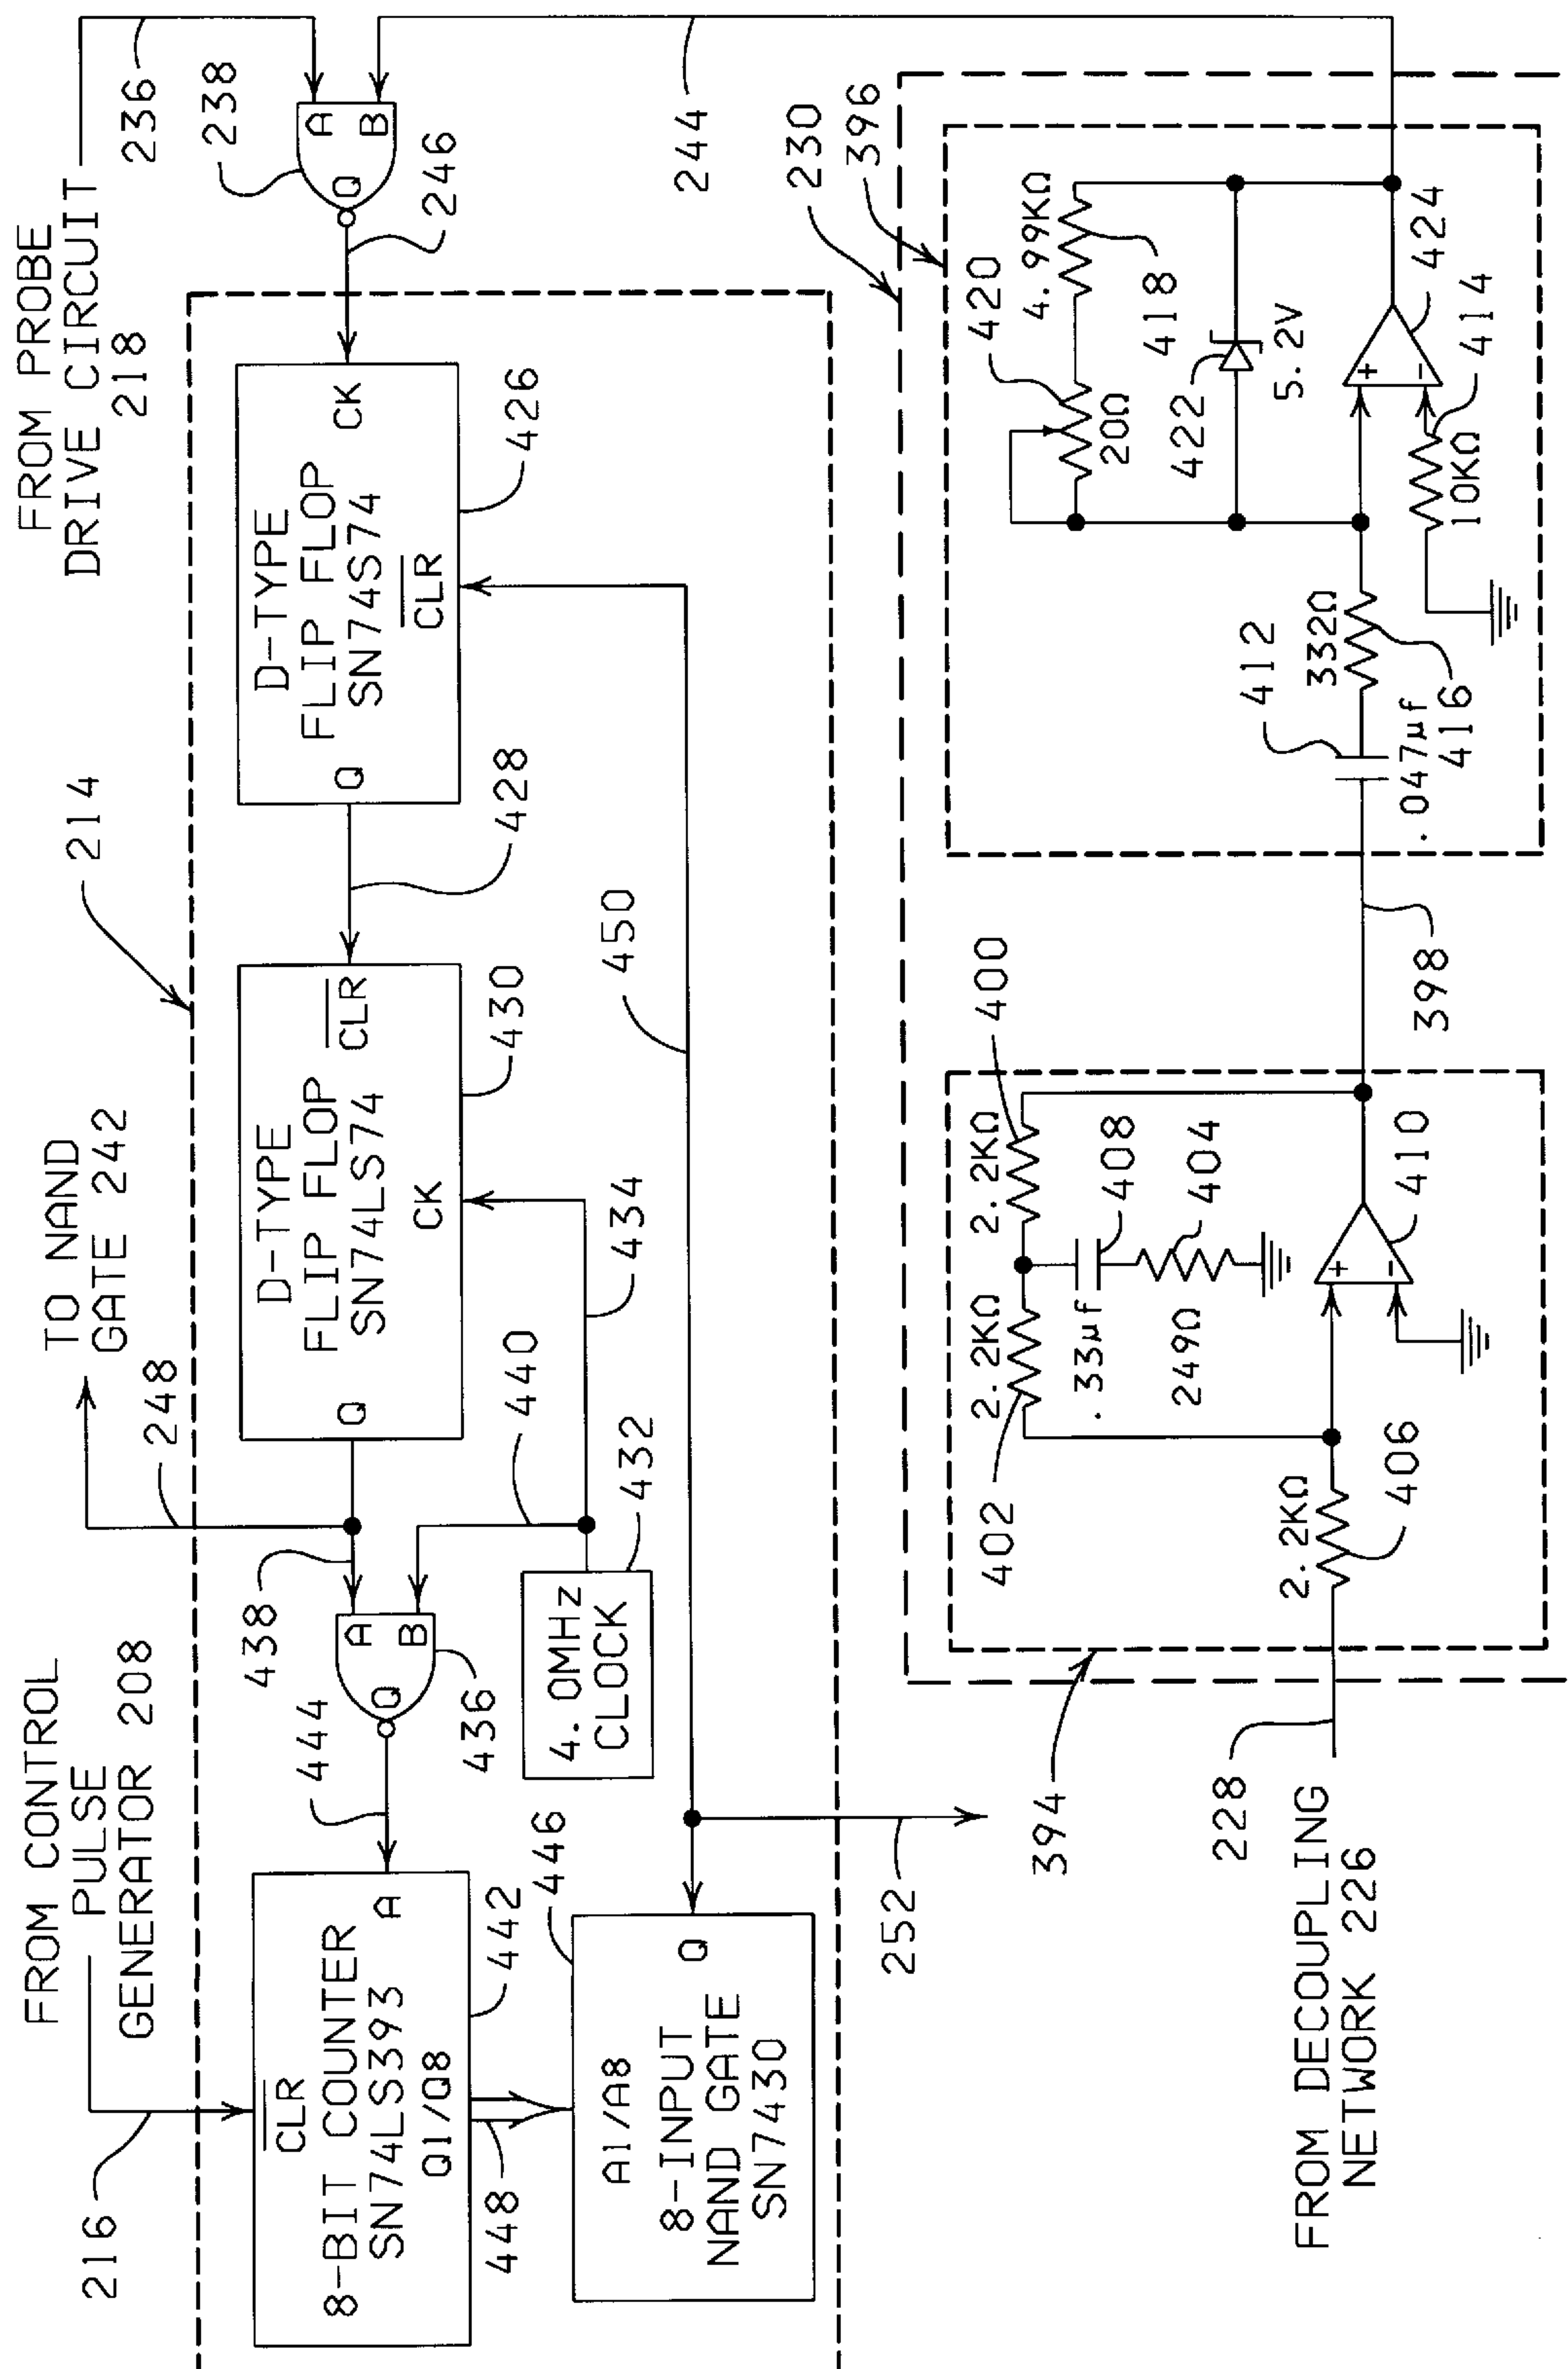 FROM CONTROL
PULSE
GENERATOR 208
216
CLR
8-BIT COUNTER
SN74LS393
Q1/Q8
A
442
448
A1/A8
8-INPUT
NAND GATE
SN7430
Q
446
444
252
TO NAND
GATE 242
248
438
A
B
Q
436
440
4.0MHz
CLOCK
432
434
214
D-TYPE
FLIP FLOP
SN74LS74
Q
CLR
CK
430
428
450
FROM PROBE
DRIVE CIRCUIT
218
D-TYPE
FLIP FLOP
SN74S74
Q
CK
CLR
426
236
238
A
B
Q
246
244
FROM DECOUPLING
NETWORK 226
228
394
2.2KΩ
406
402
2.2KΩ
2.2KΩ
400
.33µf
408
249Ω
404
+
-
410
398
230
396
412
.047µf
332Ω
416
420
20Ω
4.99KΩ
418
422
5.2V
+
-
424
10KΩ
414